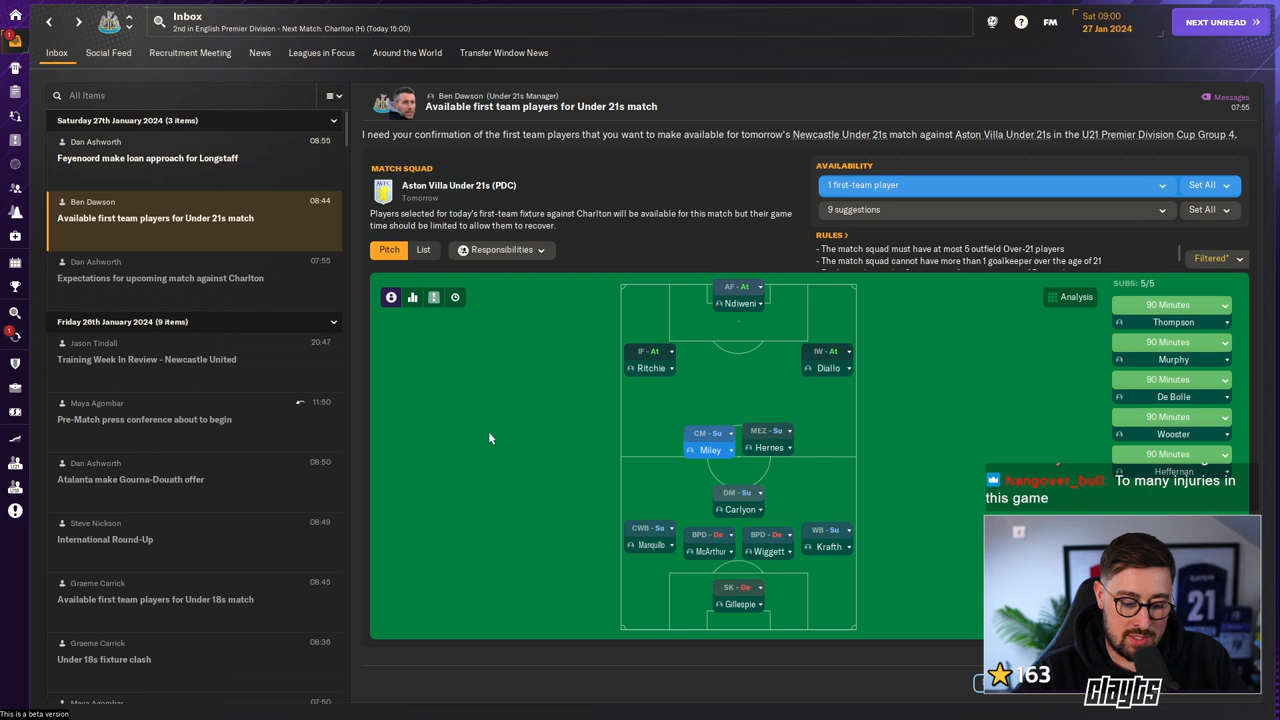 Inbox
2nd in English Premier Division - Next Match: Charlton (H) (Today 15:00)
FM
Sat 09:00
27 Jan 2024
NEXT UNREAD
1
Inbox
Social Feed
Recruitment Meeting
News
Leagues in Focus
Around the World
Transfer Window News
All Items
Saturday 27th January 2024 (3 items)
Dan Ashworth
08:55
Feyenoord make loan approach for Longstaff
Ben Dawson
08:44
Available first team players for Under 21s match
Dan Ashworth
07:55
Expectations for upcoming match against Charlton
Friday 26th January 2024 (9 items)
Jason Tindall
20:47
Training Week In Review - Newcastle United
Maya Agombar
11:50
Pre-Match press conference about to begin
Dan Ashworth
08:50
Atalanta make Gourna-Douath offer
Steve Nickson
08:49
International Round-Up
Graeme Carrick
08:45
Available first team players for Under 18s match
Graeme Carrick
08:36
Under 18s fixture clash
Maya Agombar
07:50
1
U21
U18
This is a beta version
Ben Dawson (Under 21s Manager)
Available first team players for Under 21s match
Messages
07:55
I need your confirmation of the first team players that you want to make available for tomorrow's Newcastle Under 21s match against Aston Villa Under 21s in the U21 Premier Division Cup Group 4.
MATCH SQUAD
AVFC
Aston Villa Under 21s (PDC)
Tomorrow
Players selected for today's first-team fixture against Charlton will be available for this match but their game
time should be limited to allow them to recover.
Pitch
List
Responsibilities
AVAILABILITY
1 first-team player
Set All
9 suggestions
Set All
RULES >
- The match squad must have at most 5 outfield Over-21 players
- The match squad cannot have more than 1 goalkeeper over the age of 21
Filtered*
Analysis
AF - At
Ndiweni
IF - At
Ritchie
IW - At
Diallo
CM - Su
Miley
MEZ - Su
Hernes
DM - Su
Carlyon
CWB - Su
Manquillo
BPD - De
McArthur
BPD - De
Wiggett
WB - Su
Krafth
SK - De
Gillespie
SUBS: 5/5
90 Minutes
Thompson
90 Minutes
Murphy
90 Minutes
De Bolle
90 Minutes
Wooster
90 Minutes
Heffernan
hangover_bull: To many injuries
in this game
21
163
claybs